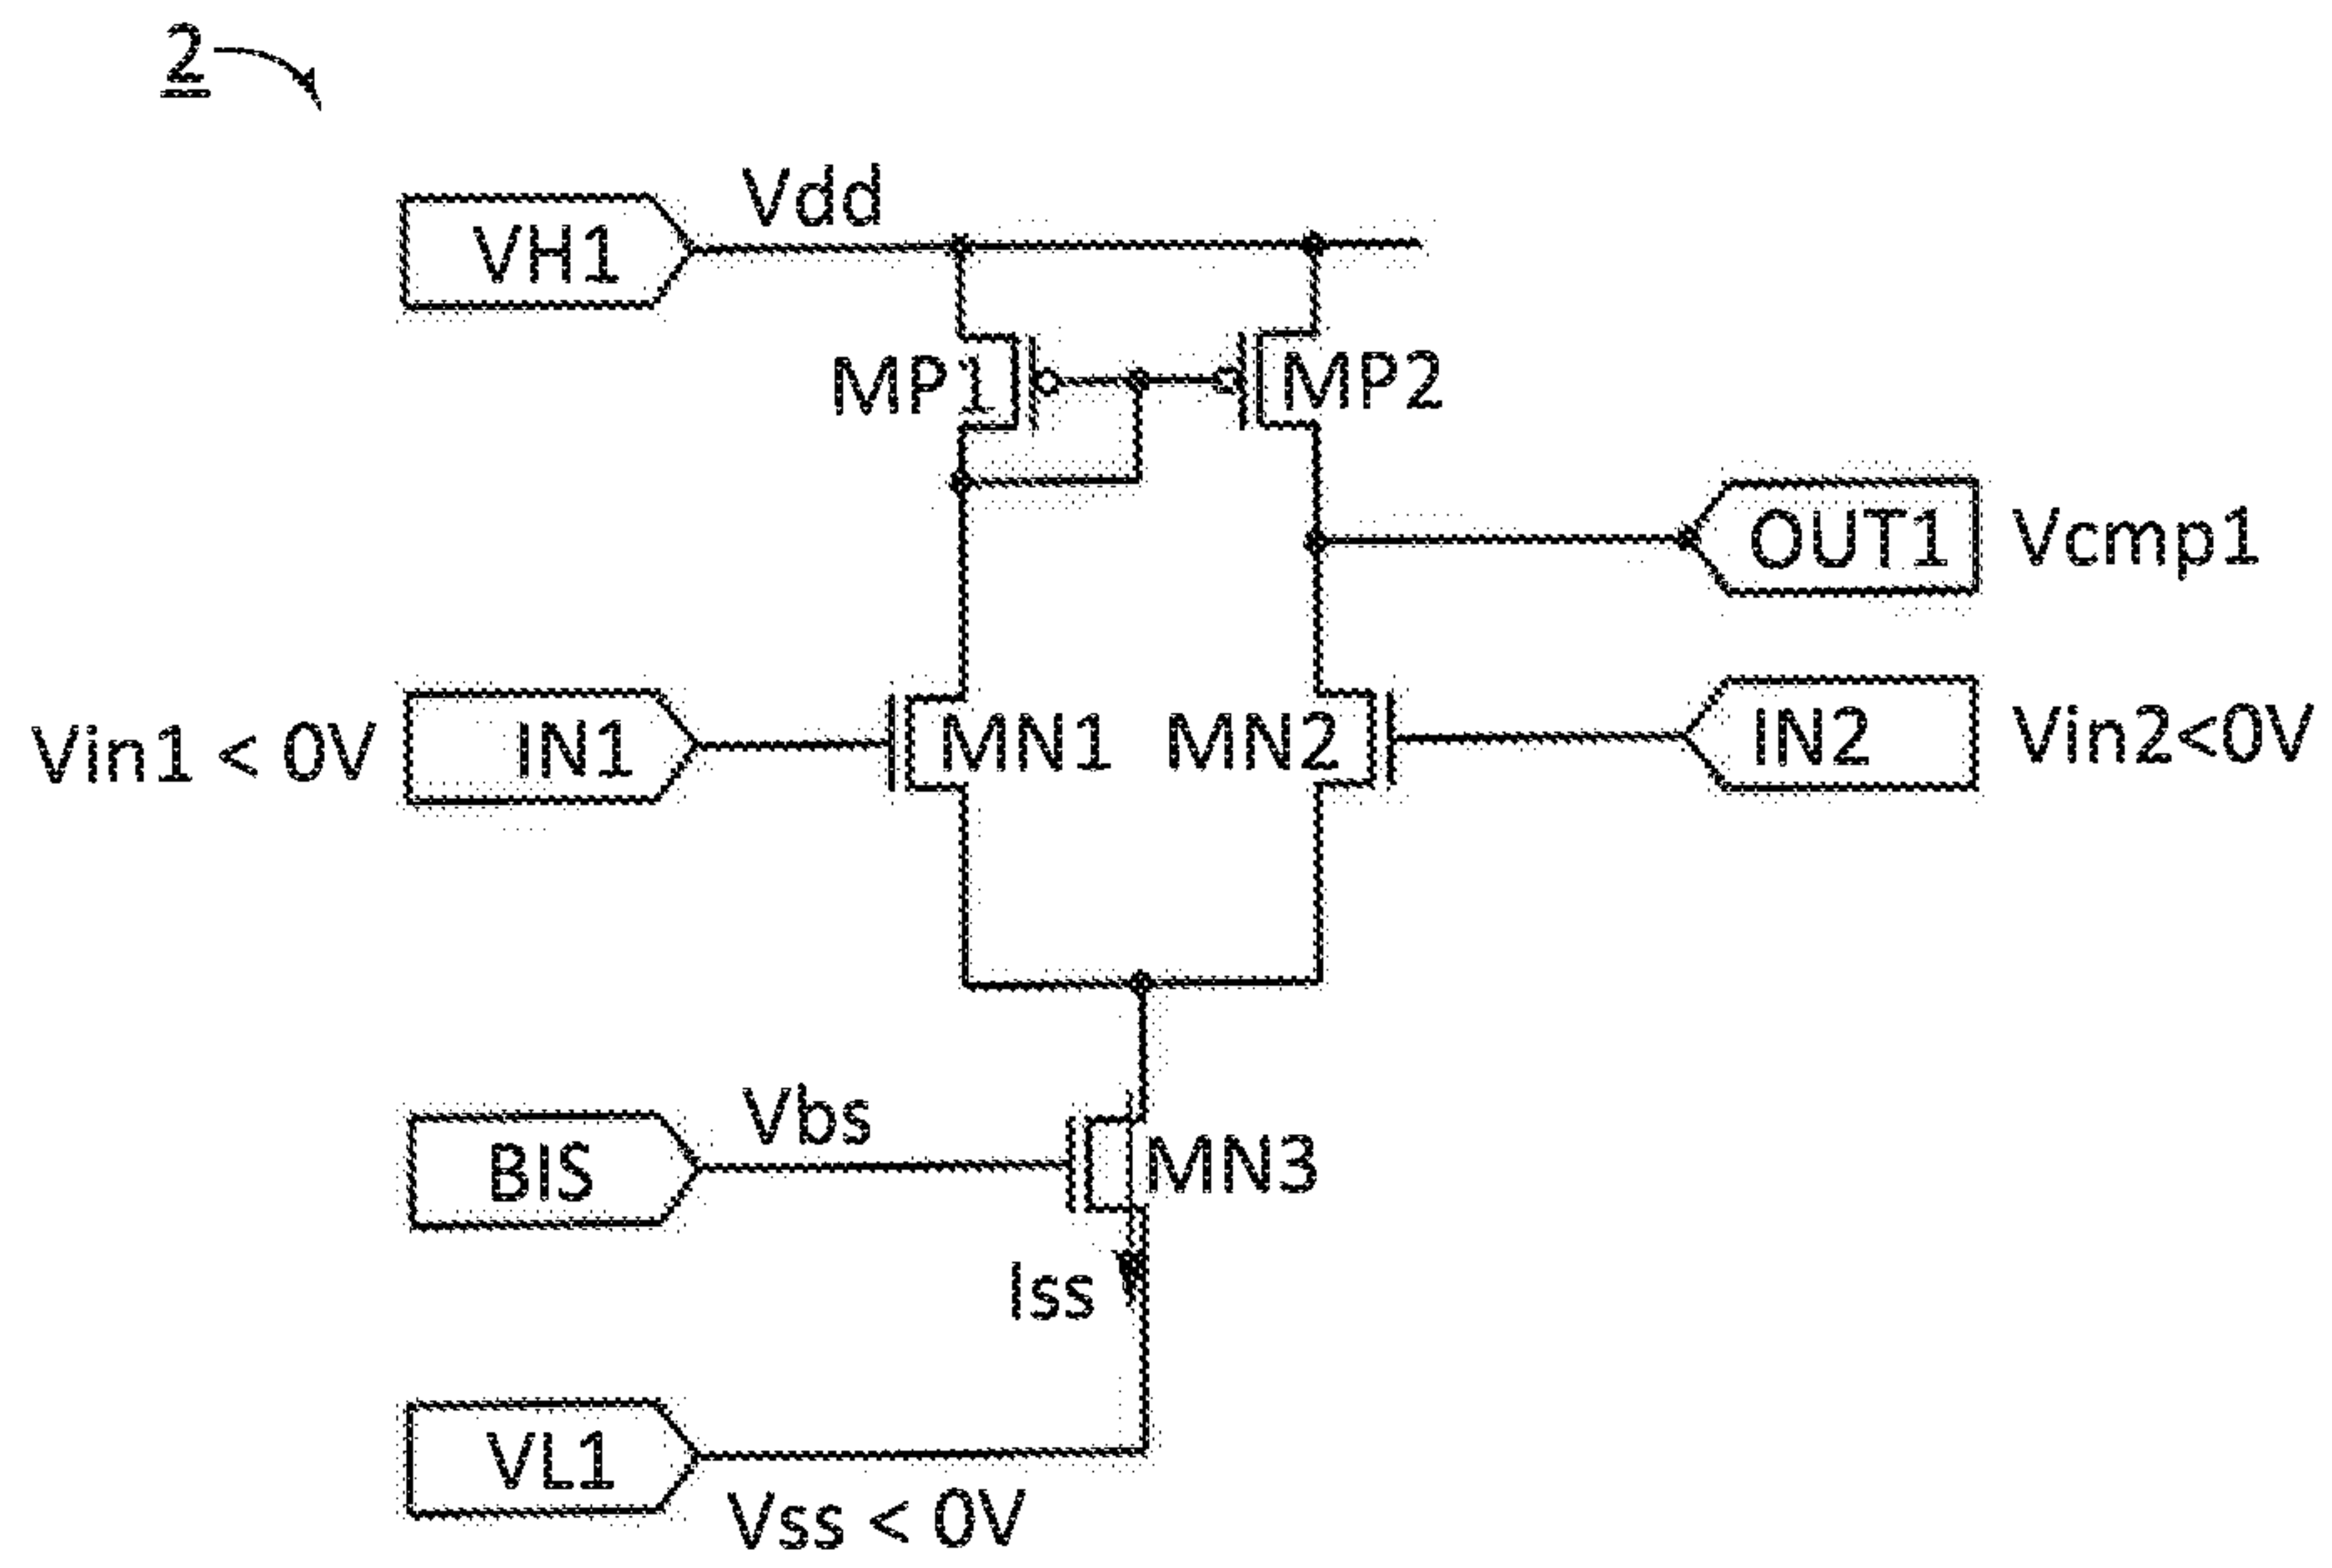 2
Vdd
VH1
MP1
MP2
OUT1
Vcmp1
Vin1 < 0V
IN1
MN1
MN2
IN2
Vin2<0V
Vbs
BIS
MN3
Iss
VL1
Vss < 0V